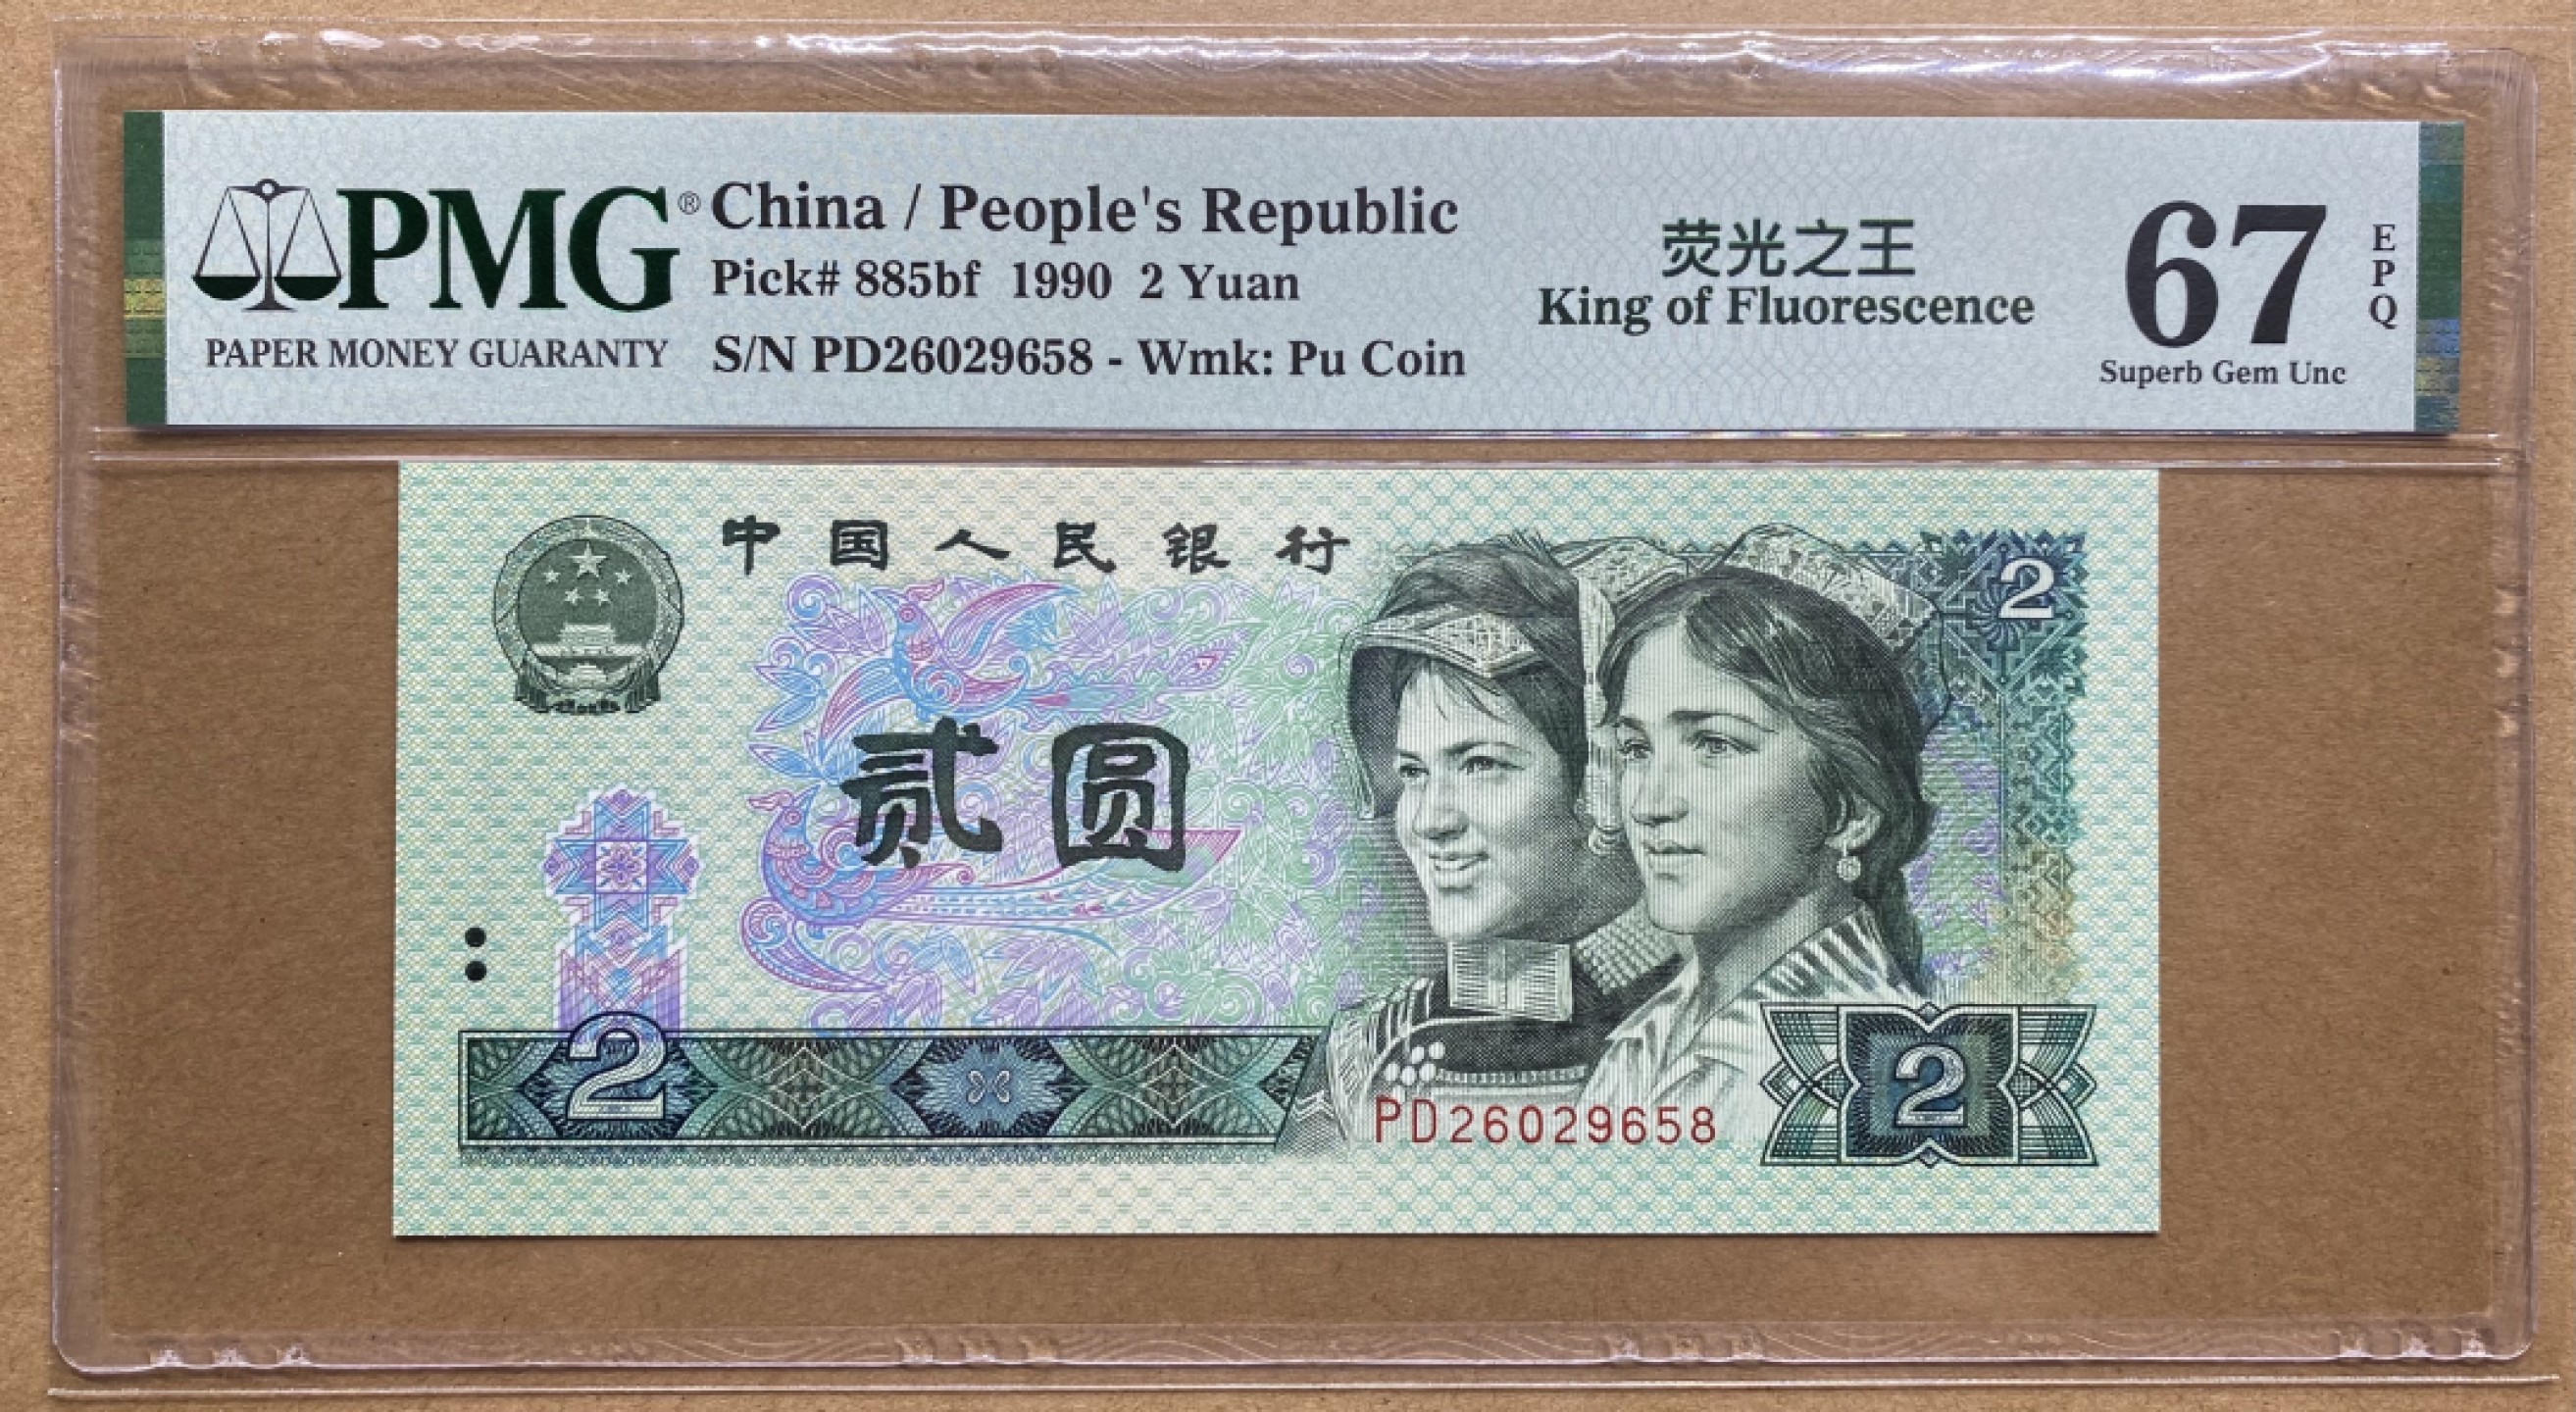 PMG®
PAPER MONEY GUARANTY
China / People's Republic
Pick# 885bf 1990 2 Yuan
S/N PD26029658 - Wmk: Pu Coin
荧光之王
King of Fluorescence
67
EPQ
Superb Gem Unc
中国人民银行
2
贰圆
2
PD26029658
2